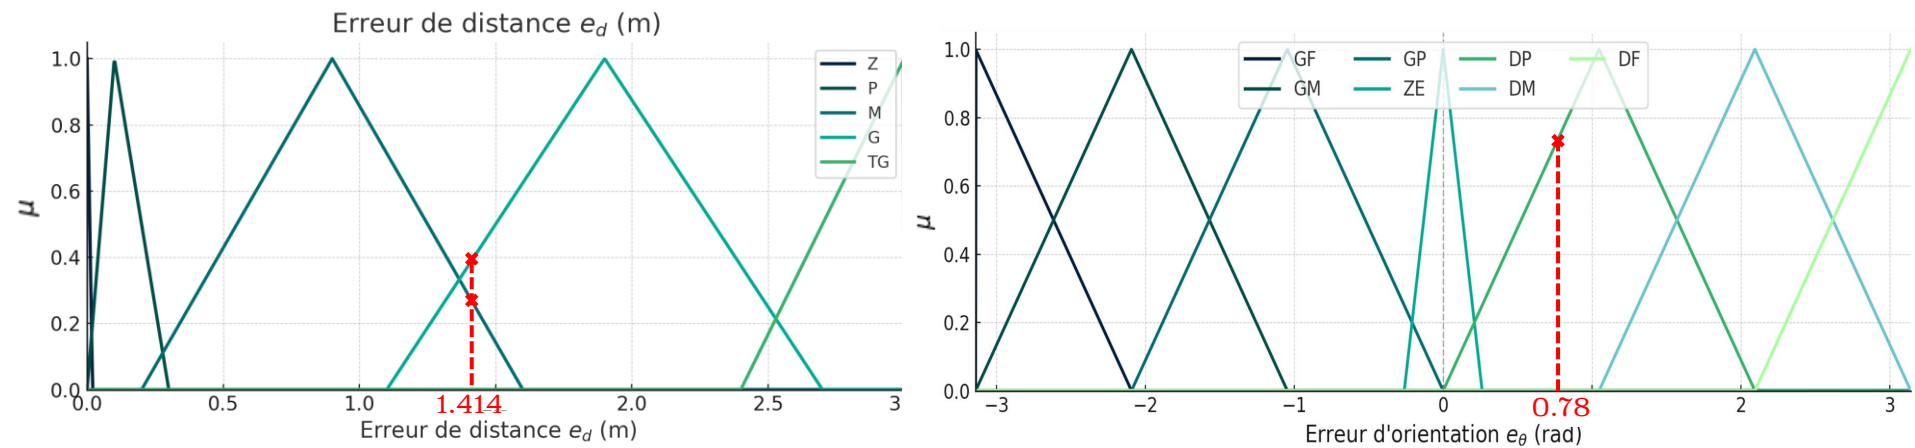 Erreur de distance e_d (m)
1.0
0.8
0.6
0.4
0.2
0.0
μ
Z
P
M
G
TG
0.0 0.5 1.0 1.414 2.0 2.5 3
Erreur de distance e_d (m)
1.0
0.8
0.6
0.4
0.2
0.0
μ
GF GP DP DF
GM ZE DM
−3 −2 −1 0 0.78 2 3
Erreur d'orientation e_θ (rad)